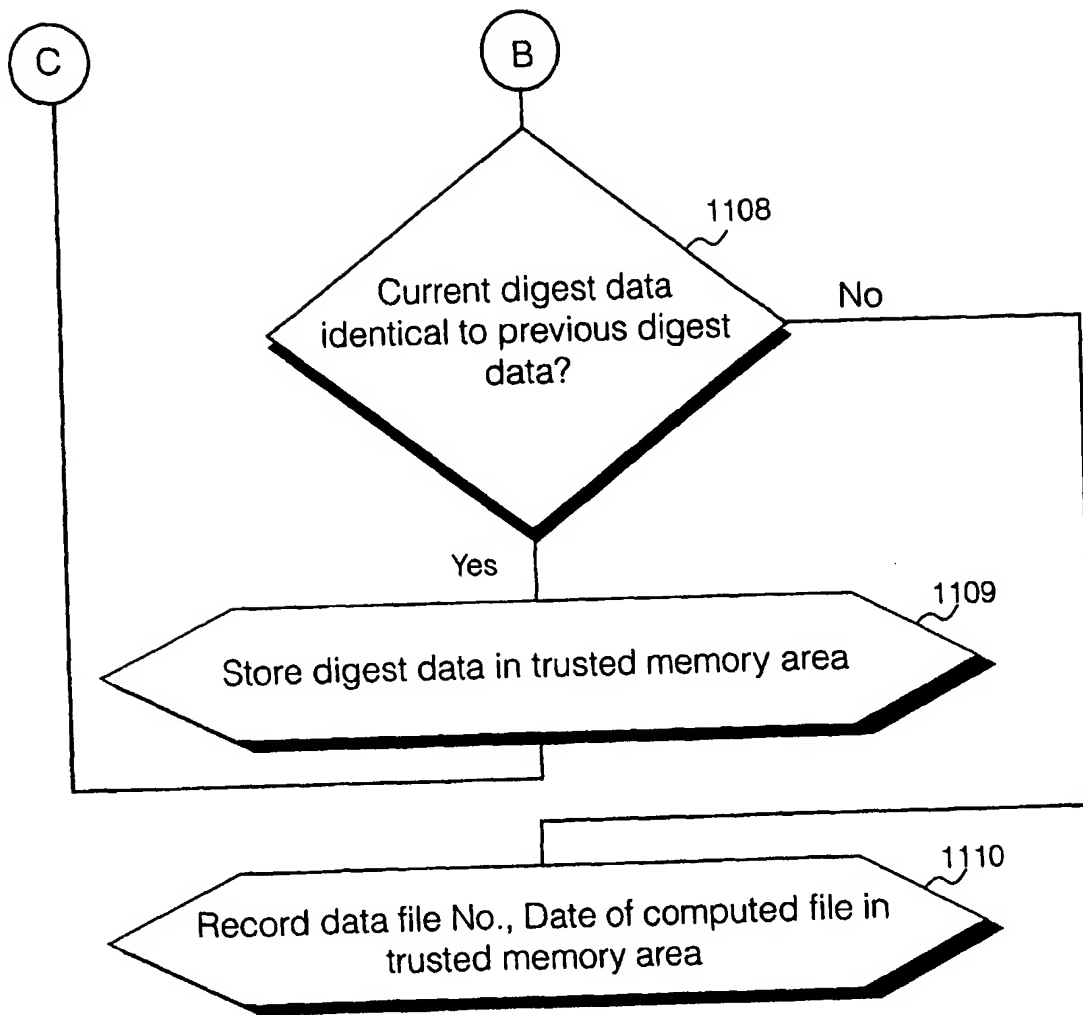 C
B
1108
Current digest data
identical to previous digest
data?
No
Yes
1109
Store digest data in trusted memory area
1110
Record data file No., Date of computed file in
trusted memory area